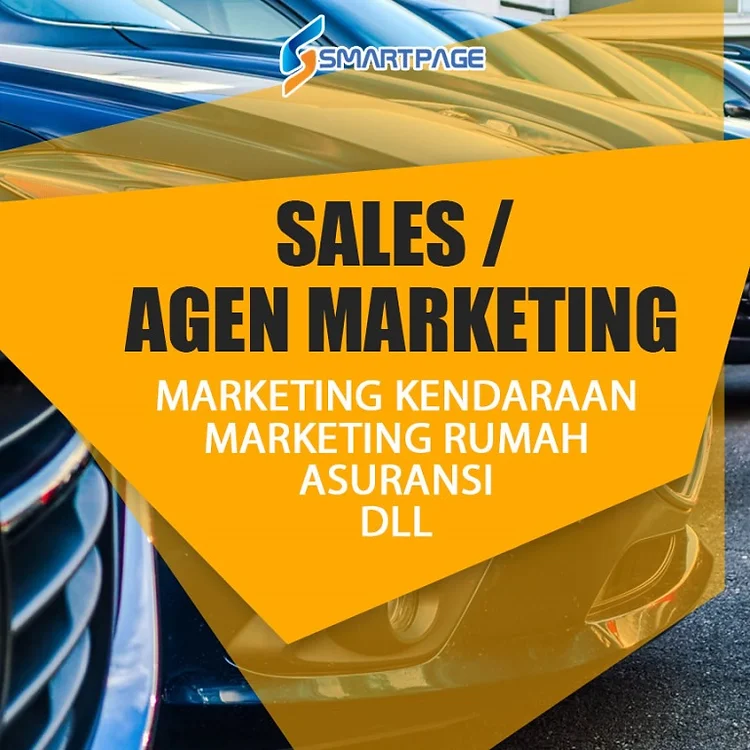 SMARTPAGE
SALES /
AGEN MARKETING
MARKETING KENDARAAN
MARKETING RUMAH
ASURANSI
DLL